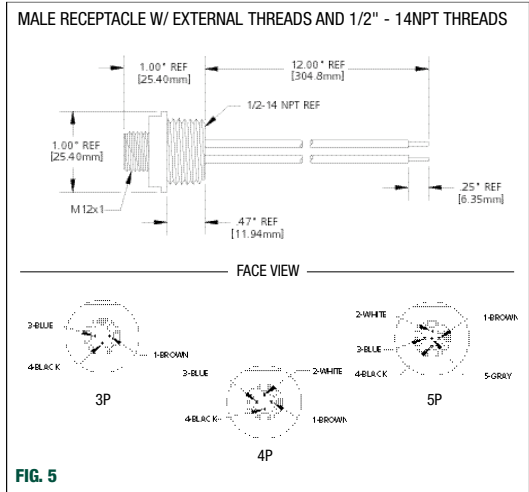 MALE RECEPTACLE W/ EXTERNAL THREADS AND 1/2" - 14NPT THREADS
1.00" REF
[25.40mm]
12.00" REF
[304.8mm]
1/2-14 NPT REF
1.00" REF
[25.40mm]
M12x1
.25" REF
[6.35mm]
.47" REF
[11.94mm]
FACE VIEW
3-BLUE
4-BLACK
1-BROWN
3P
3-BLUE
2-WHITE
4-BLACK
1-BROWN
4P
2-WHITE
1-BROWN
3-BLUE
4-BLACK
5-GRAY
5P
FIG. 5